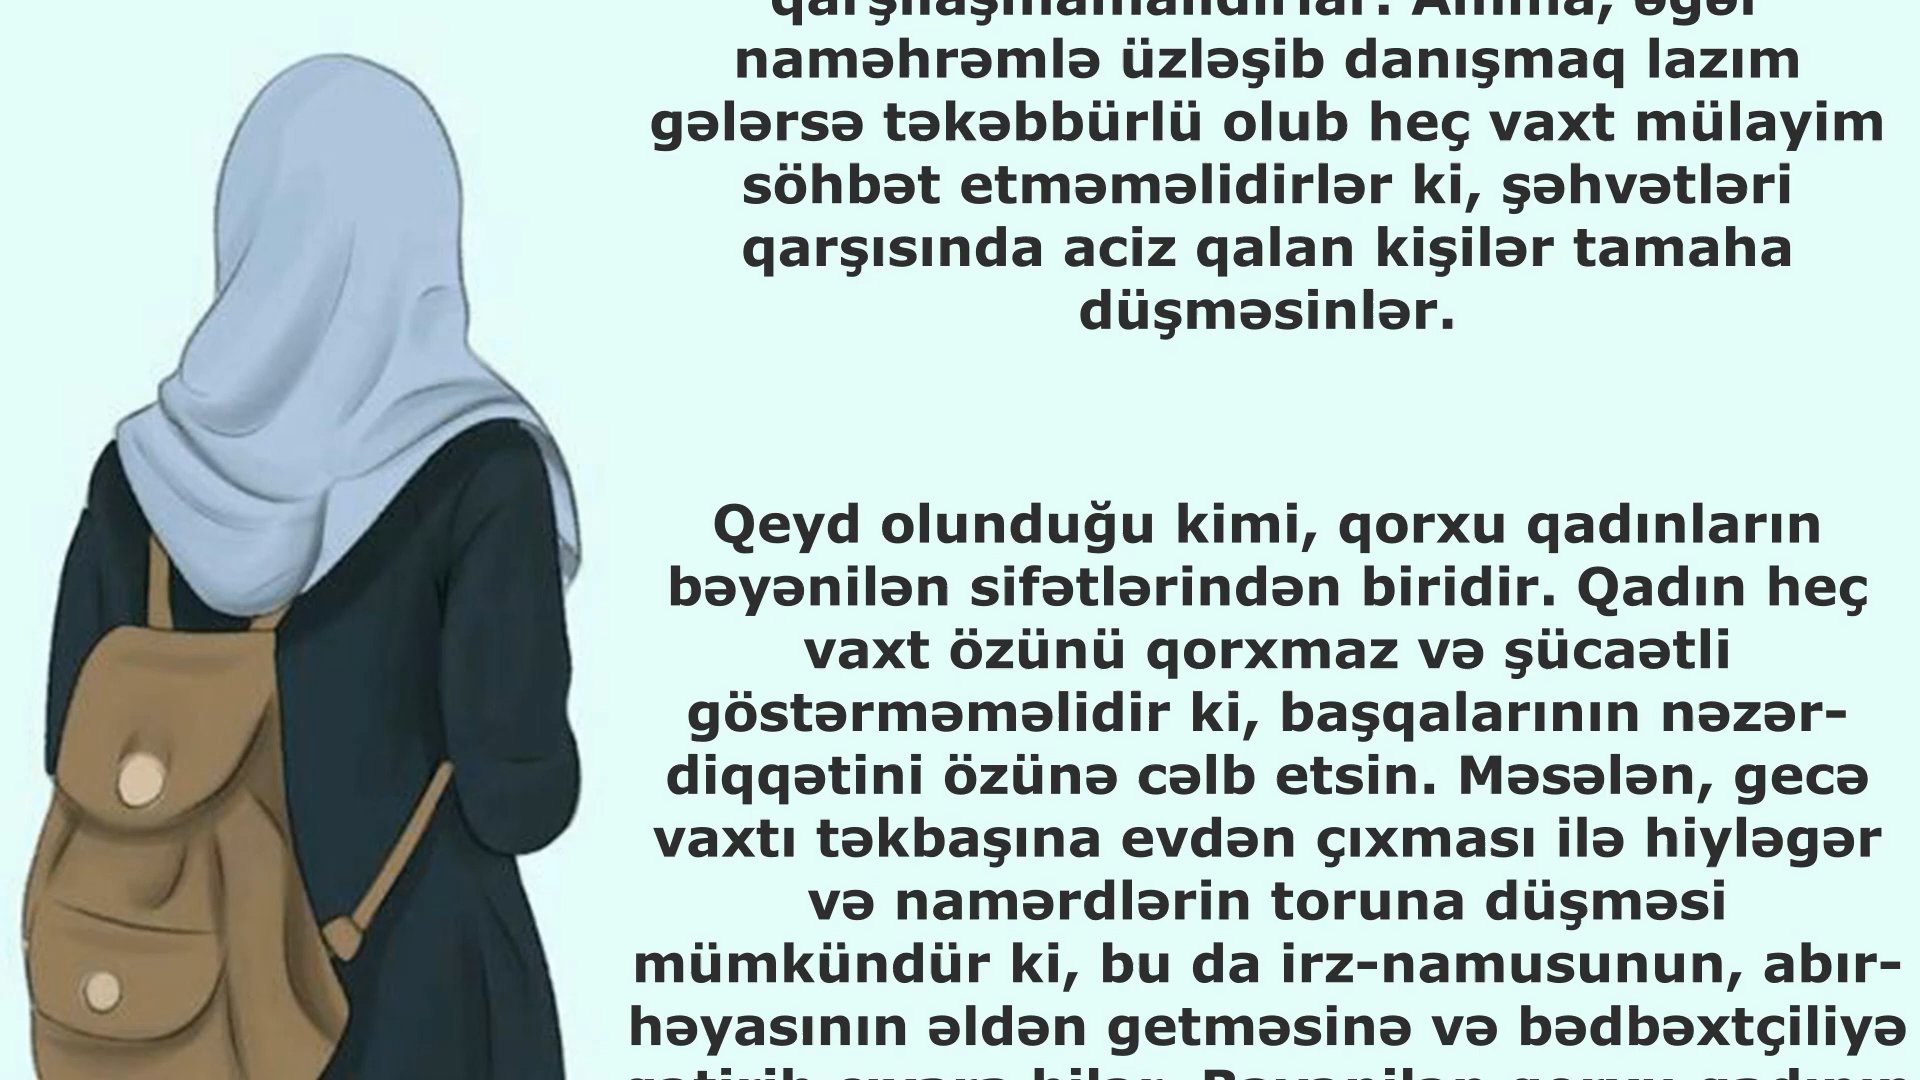 qarşılaşmamalıdırlar. Amma, əgər
naməhrəmlə üzləşib danışmaq lazım
gələrsə təkəbbürlü olub heç vaxt mülayim
söhbət etməməlidirlər ki, şəhvətləri
qarşısında aciz qalan kişilər tamaha
düşməsinlər.
Qeyd olunduğu kimi, qorxu qadınların
bəyənilən sifətlərindən biridir. Qadın heç
vaxt özünü qorxmaz və şücaətli
göstərməməlidir ki, başqalarının nəzər-
diqqətini özünə cəlb etsin. Məsələn, gecə
vaxtı təkbaşına evdən çıxması ilə hiyləgər
və namərdlərin toruna düşməsi
mümkündür ki, bu da irz-namusunun, abır-
həyasının əldən getməsinə və bədbəxtçiliyə